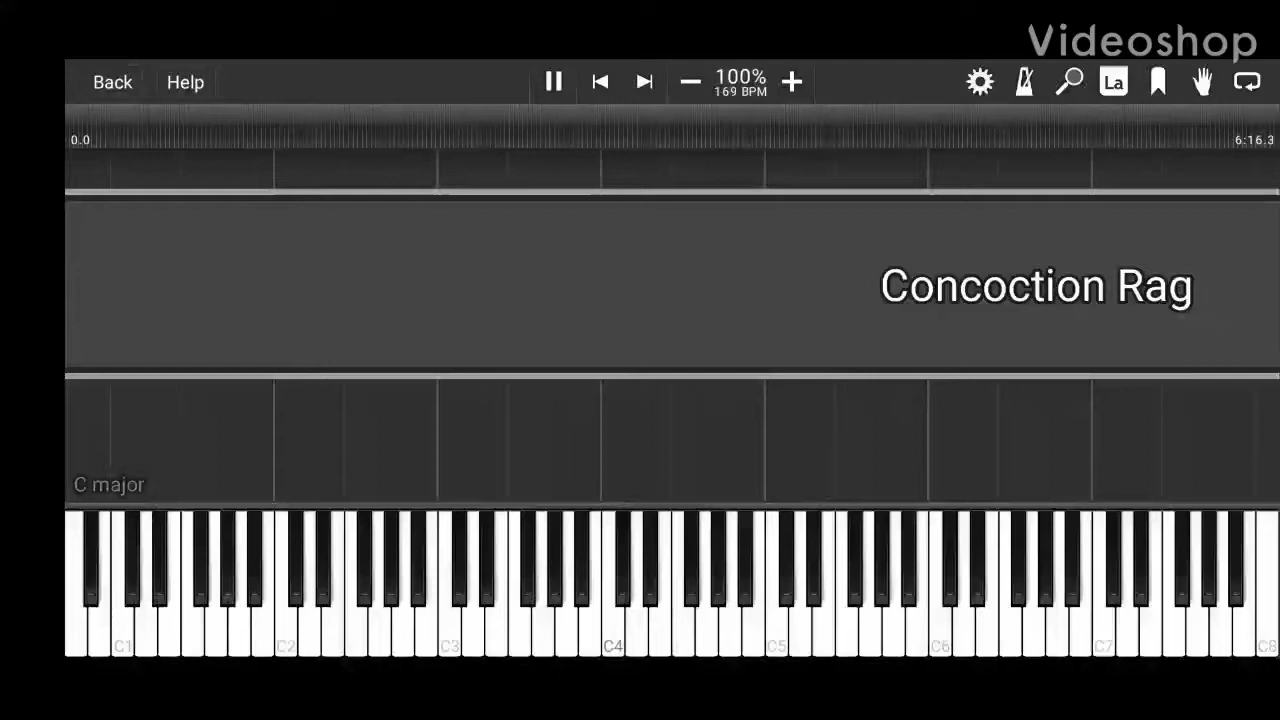 Videoshop
Back Help 100% La
169 BPM
0.0 6:16.3
Concoction Rag
C major
C1 C2 C3 C4 C5 C6 C7 C8